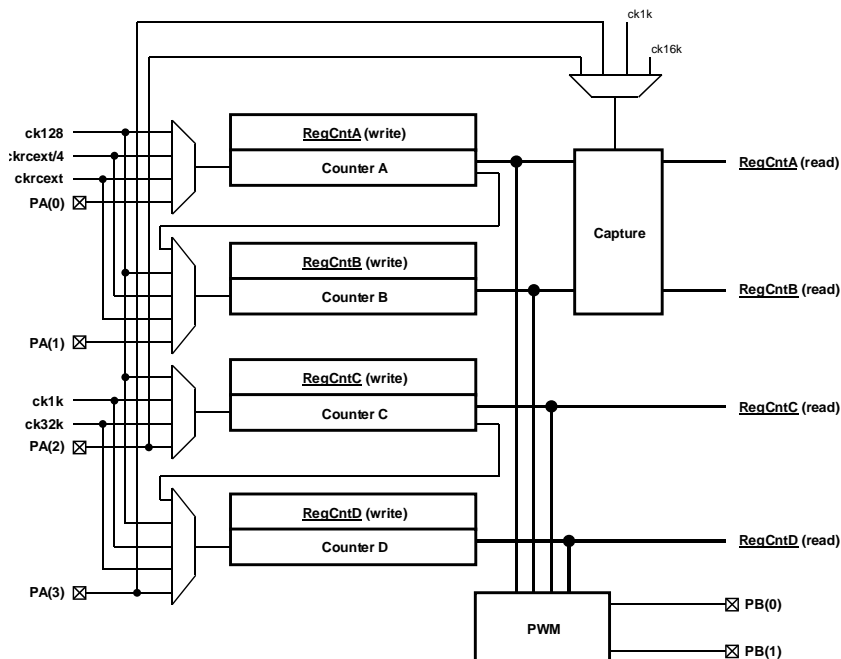 ck1k
ck16k
ck128
ckrcext/4
ckrcext
PA(0)
RegCntA (write)
Counter A
RegCntA (read)
Capture
RegCntB (write)
Counter B
RegCntB (read)
PA(1)
RegCntC (write)
Counter C
RegCntC (read)
ck1k
ck32k
PA(2)
RegCntD (write)
Counter D
RegCntD (read)
PA(3)
PWM
PB(0)
PB(1)